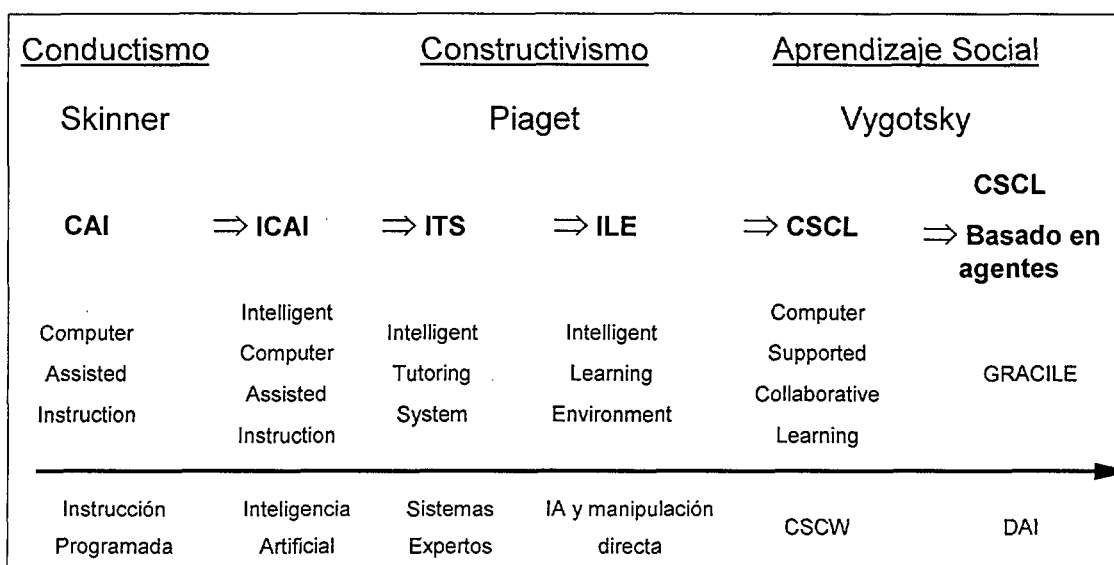 Conductismo Constructivismo Aprendizaje Social
Skinner Piaget Vygotsky
CAI ⇒ ICAI ⇒ ITS ⇒ ILE ⇒ CSCL ⇒ CSCL
Basado en
agentes
Computer
Assisted
Instruction
Intelligent
Computer
Assisted
Instruction
Intelligent
Tutoring
System
Intelligent
Learning
Environment
Computer
Supported
Collaborative
Learning
GRACILE
Instrucción
Programada
Inteligencia
Artificial
Sistemas
Expertos
IA y manipulación
directa
CSCW
DAI